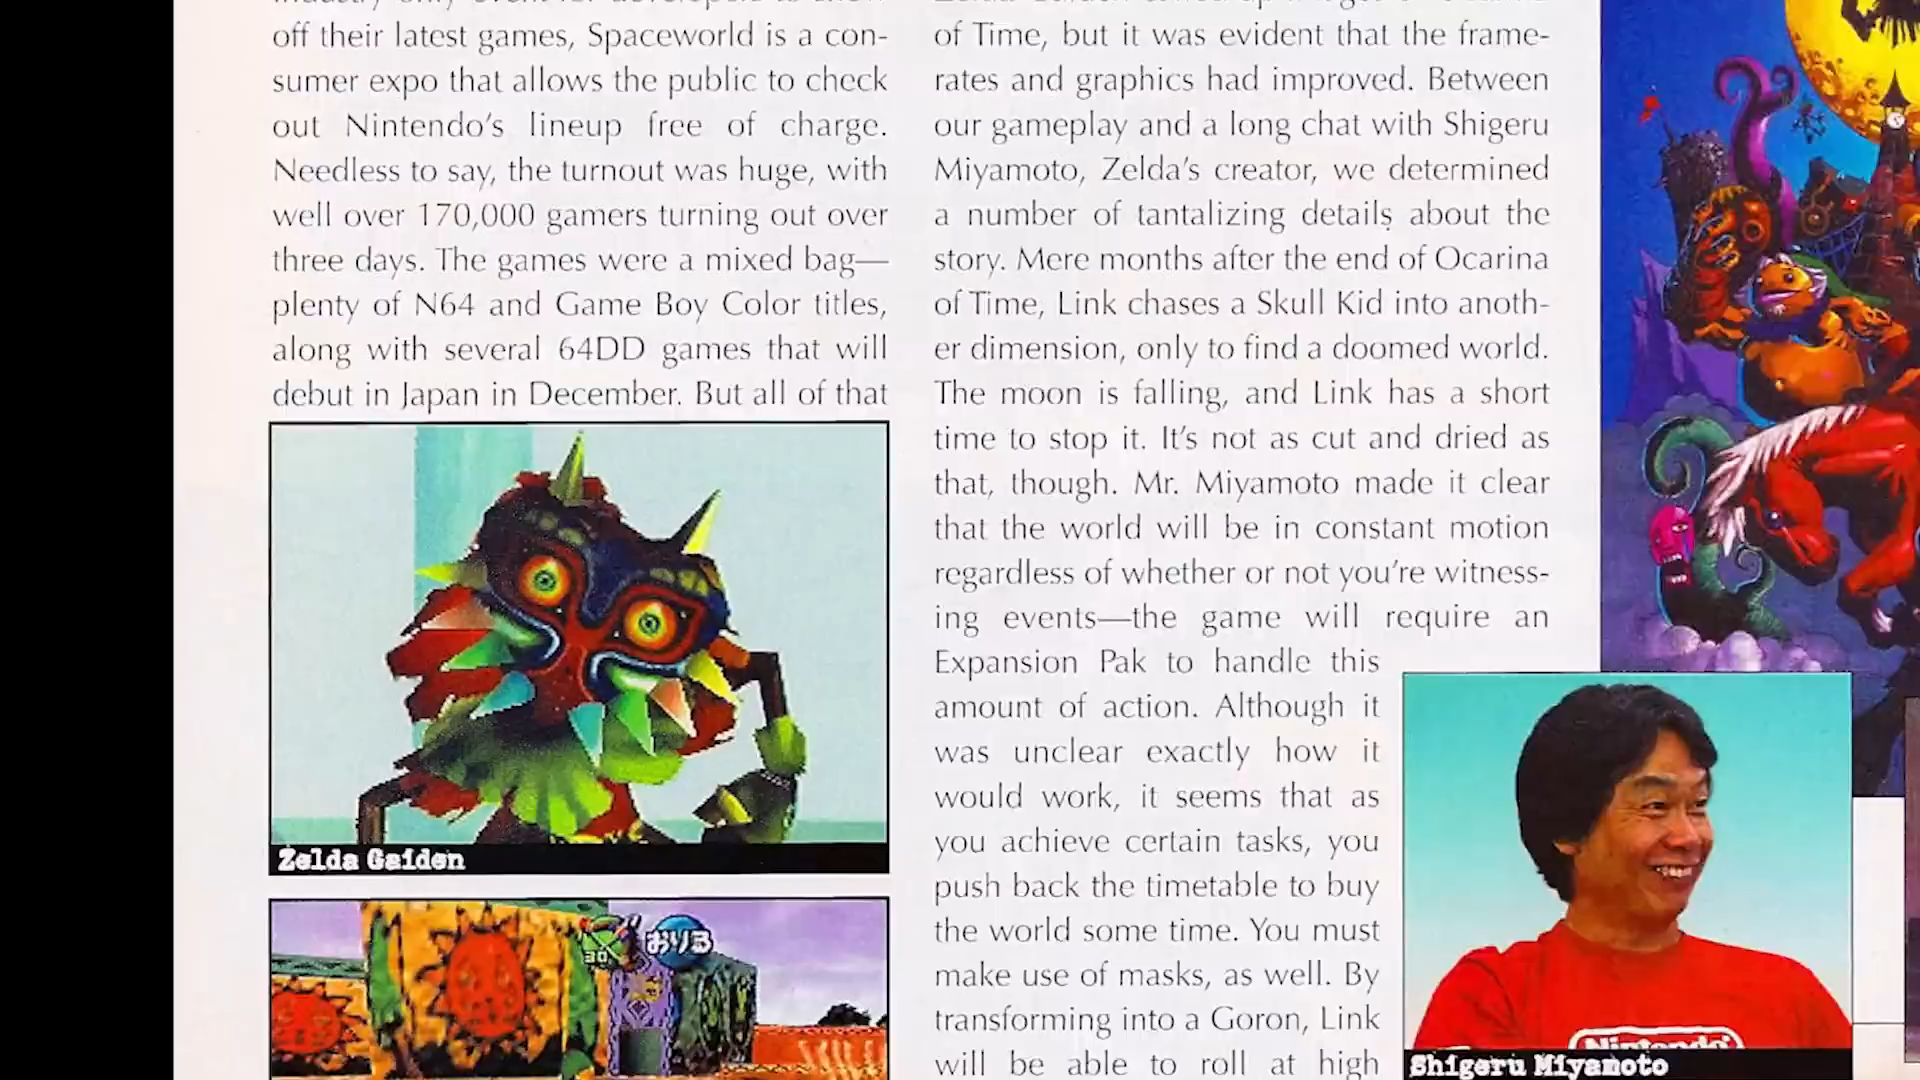 off their latest games, Spaceworld is a con-
sumer expo that allows the public to check
out Nintendo's lineup free of charge.
Needless to say, the turnout was huge, with
well over 170,000 gamers turning out over
three days. The games were a mixed bag—
plenty of N64 and Game Boy Color titles,
along with several 64DD games that will
debut in Japan in December. But all of that
Zelda Gaiden
30
おりる
of Time, but it was evident that the frame-
rates and graphics had improved. Between
our gameplay and a long chat with Shigeru
Miyamoto, Zelda's creator, we determined
a number of tantalizing details about the
story. Mere months after the end of Ocarina
of Time, Link chases a Skull Kid into anoth-
er dimension, only to find a doomed world.
The moon is falling, and Link has a short
time to stop it. It's not as cut and dried as
that, though. Mr. Miyamoto made it clear
that the world will be in constant motion
regardless of whether or not you're witness-
ing events—the game will require an
Expansion Pak to handle this
amount of action. Although it
was unclear exactly how it
would work, it seems that as
you achieve certain tasks, you
push back the timetable to buy
the world some time. You must
make use of masks, as well. By
transforming into a Goron, Link
will be able to roll at high
Nintendo
Shigeru Miyamoto